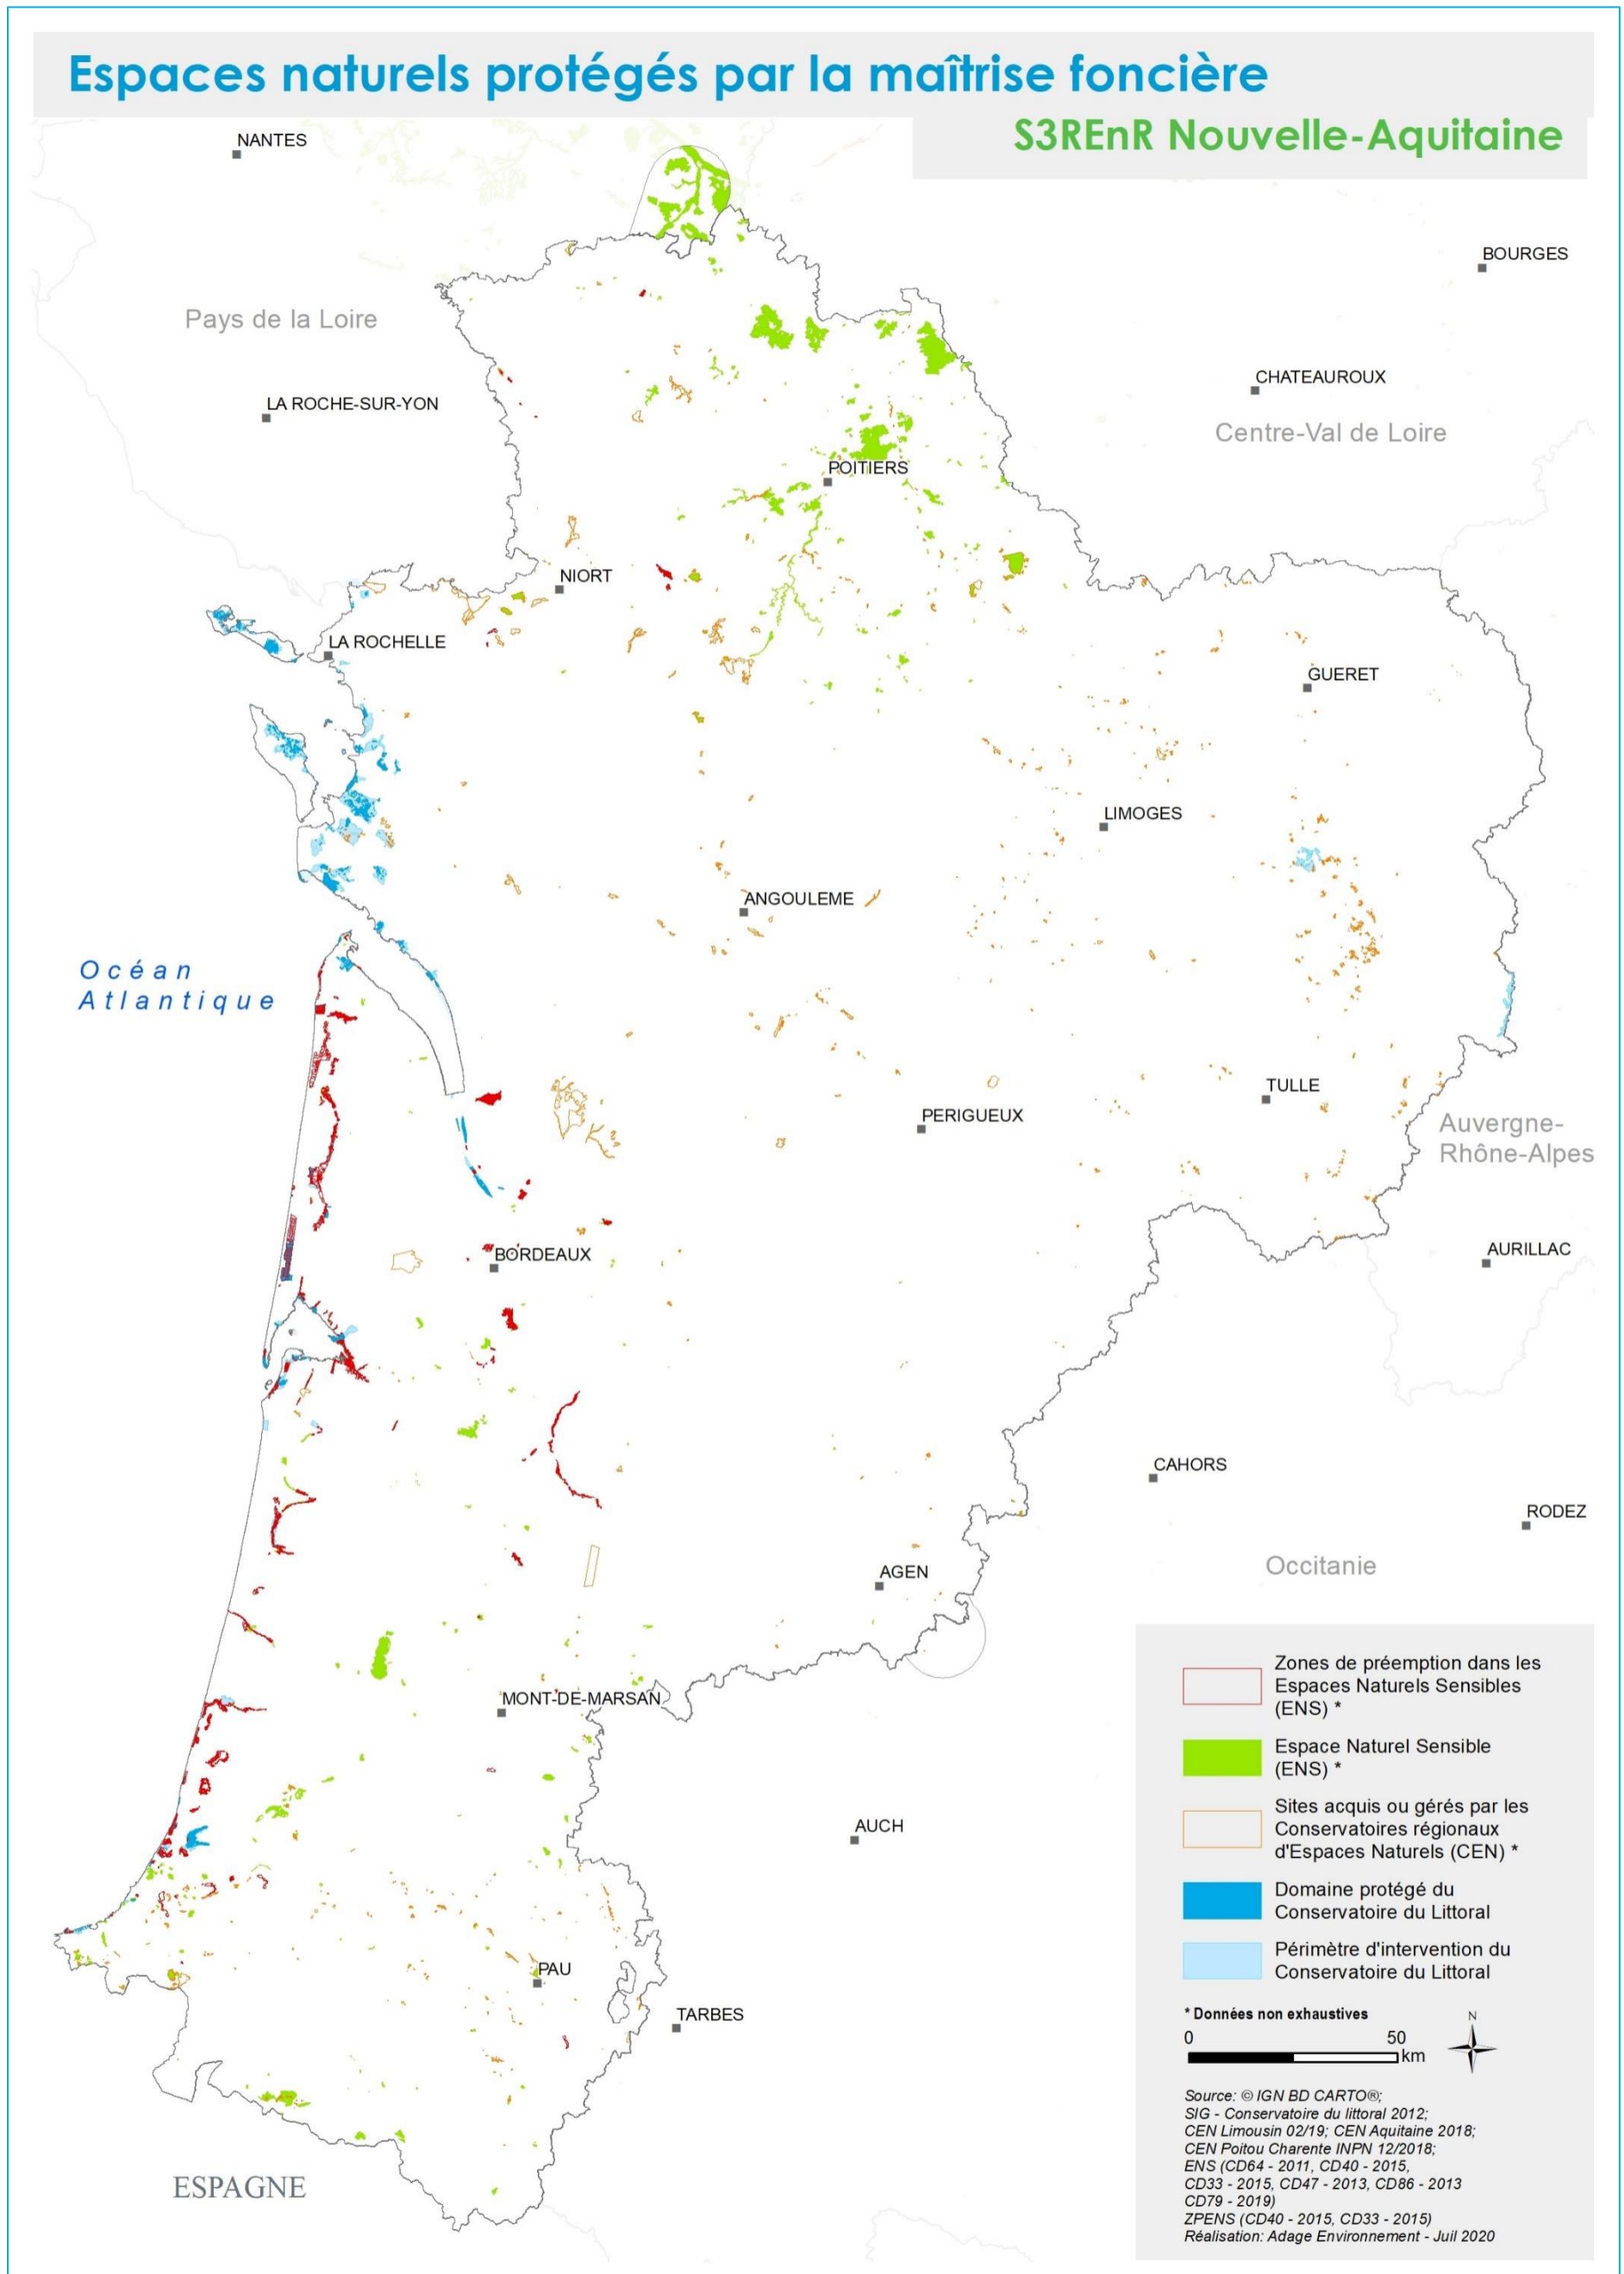 Espaces naturels protégés par la maîtrise foncière
S3REnR Nouvelle-Aquitaine
NANTES
BOURGES
Pays de la Loire
CHATEAUROUX
LA ROCHE-SUR-YON
Centre-Val de Loire
POITIERS
NIORT
LA ROCHELLE
GUERET
LIMOGES
ANGOULEME
Océan
Atlantique
TULLE
PERIGUEUX
Auvergne-
Rhône-Alpes
AURILLAC
BORDEAUX
CAHORS
RODEZ
Occitanie
AGEN
MONT-DE-MARSAN
AUCH
PAU
TARBES
ESPAGNE
Zones de préemption dans les
Espaces Naturels Sensibles
(ENS) *
Espace Naturel Sensible
(ENS) *
Sites acquis ou gérés par les
Conservatoires régionaux
d'Espaces Naturels (CEN) *
Domaine protégé du
Conservatoire du Littoral
Périmètre d'intervention du
Conservatoire du Littoral
* Données non exhaustives
0 50
km
N
Source: © IGN BD CARTO®;
SIG - Conservatoire du littoral 2012;
CEN Limousin 02/19; CEN Aquitaine 2018;
CEN Poitou Charente INPN 12/2018;
ENS (CD64 - 2011, CD40 - 2015,
CD33 - 2015, CD47 - 2013, CD86 - 2013
CD79 - 2019)
ZPENS (CD40 - 2015, CD33 - 2015)
Réalisation: Adage Environnement - Juil 2020